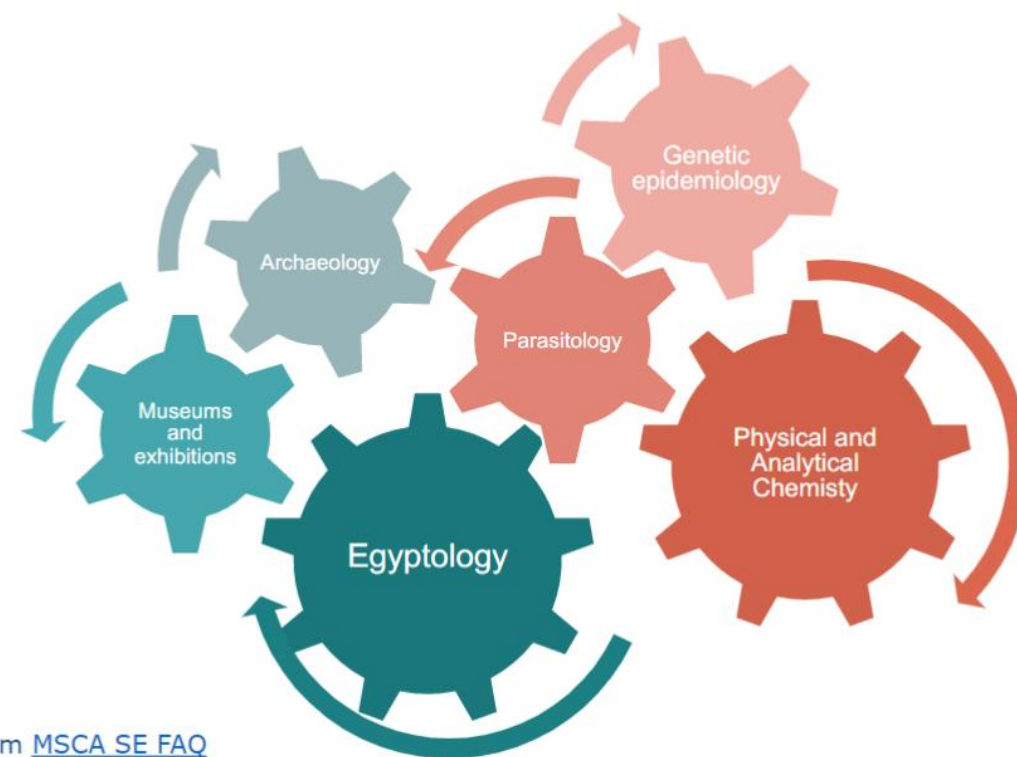 Genetic
epidemiology
Archaeology
Parasitology
Museums
and
exhibitions
Physical and
Analytical
Chemisty
Egyptology
MSCA SE FAQ